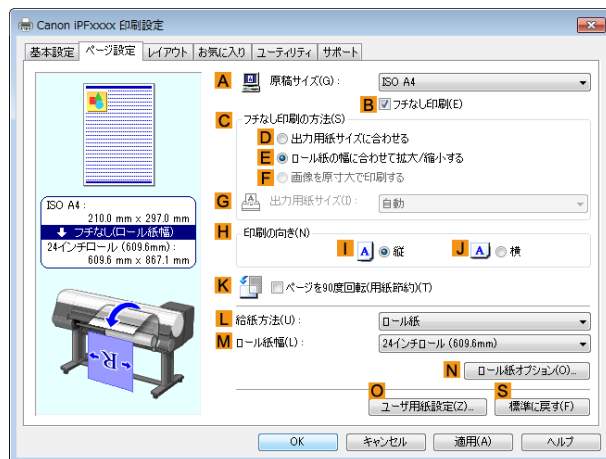 Canon iPFxxxx 印刷設定
基本設定 ページ設定 レイアウト お気に入り ユーティリティ サポート
A 原稿サイズ(G): ISO A4
B フチなし印刷(E)
C フチなし印刷の方法(S)
D 出力用紙サイズに合わせる
E ロール紙の幅に合わせて拡大/縮小する
F 画像を原寸大で印刷する
G 出力用紙サイズ(I): 自動
ISO A4 :
210.0 mm x 297.0 mm
フチなし(ロール紙幅)
24インチロール (609.6mm) :
609.6 mm x 867.1 mm
H 印刷の向き(N)
I A 縦 J A 横
K ページを90度回転(用紙節約)(T)
L 給紙方法(U): ロール紙
M ロール紙幅(L): 24インチロール (609.6mm)
N ロール紙オプション(O)...
O S
ユーザ用紙設定(Z)... 標準に戻す(F)
R
OK キャンセル 適用(A) ヘルプ